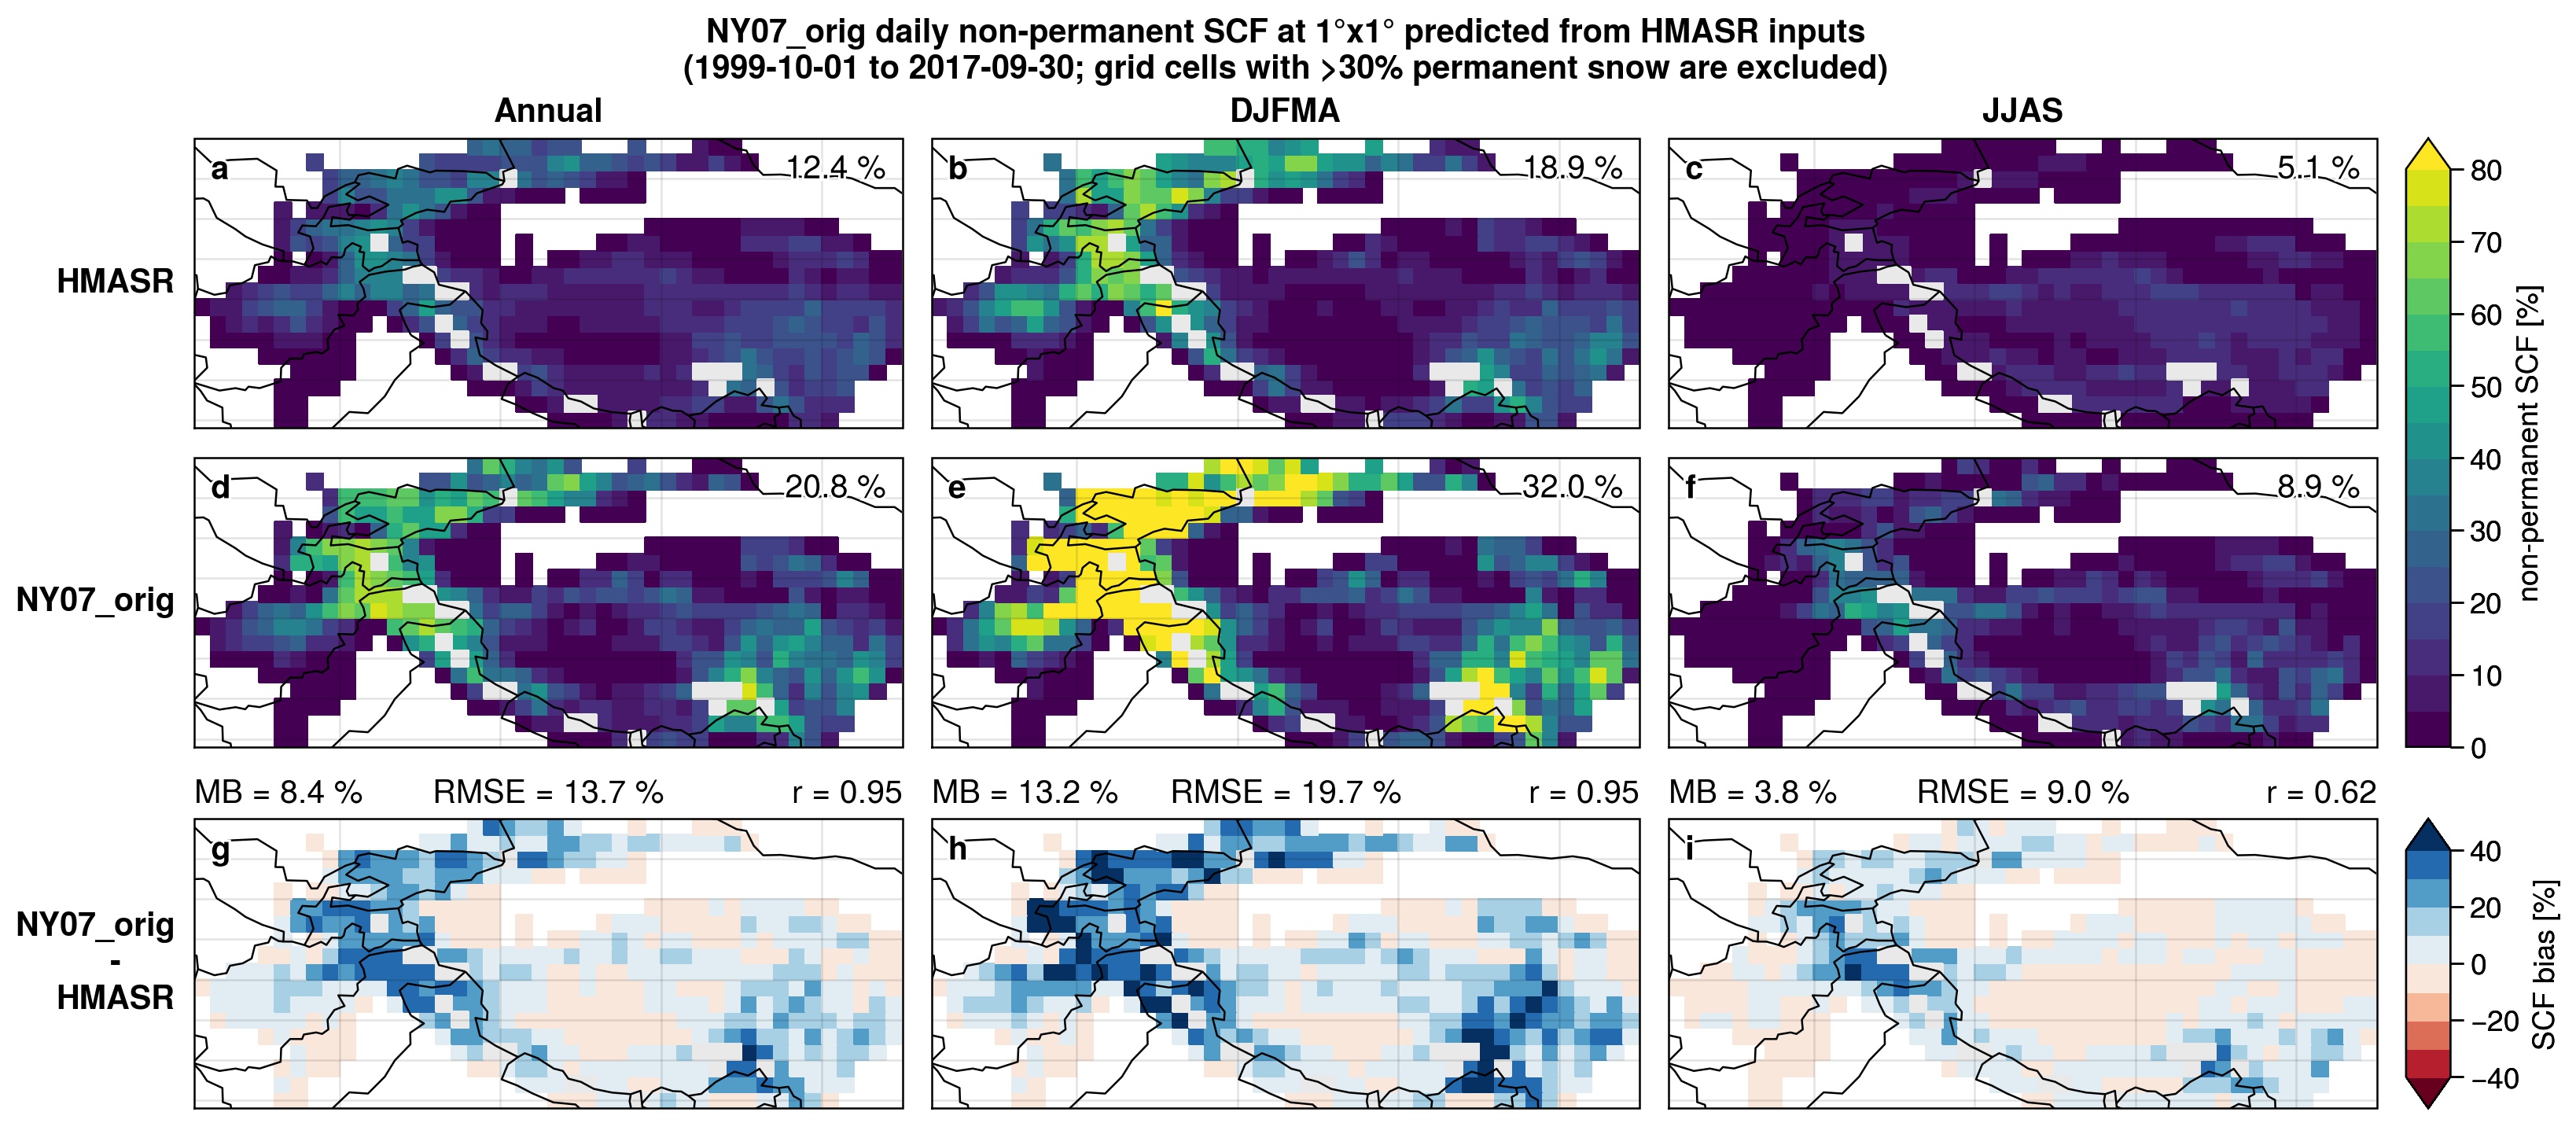 NY07_orig daily non-permanent SCF at 1°x1° predicted from HMASR inputs
(1999-10-01 to 2017-09-30; grid cells with >30% permanent snow are excluded)
Annual
DJFMA
JJAS
HMASR
a
12.4 %
b
18.9 %
c
5.1 %
NY07_orig
d
20.8 %
e
32.0 %
f
8.9 %
80
70
60
50
40
30
20
10
0
non-permanent SCF [%]
MB = 8.4 % RMSE = 13.7 % r = 0.95
MB = 13.2 % RMSE = 19.7 % r = 0.95
MB = 3.8 % RMSE = 9.0 % r = 0.62
NY07_orig
-
HMASR
g
h
i
40
20
0
−20
−40
SCF bias [%]